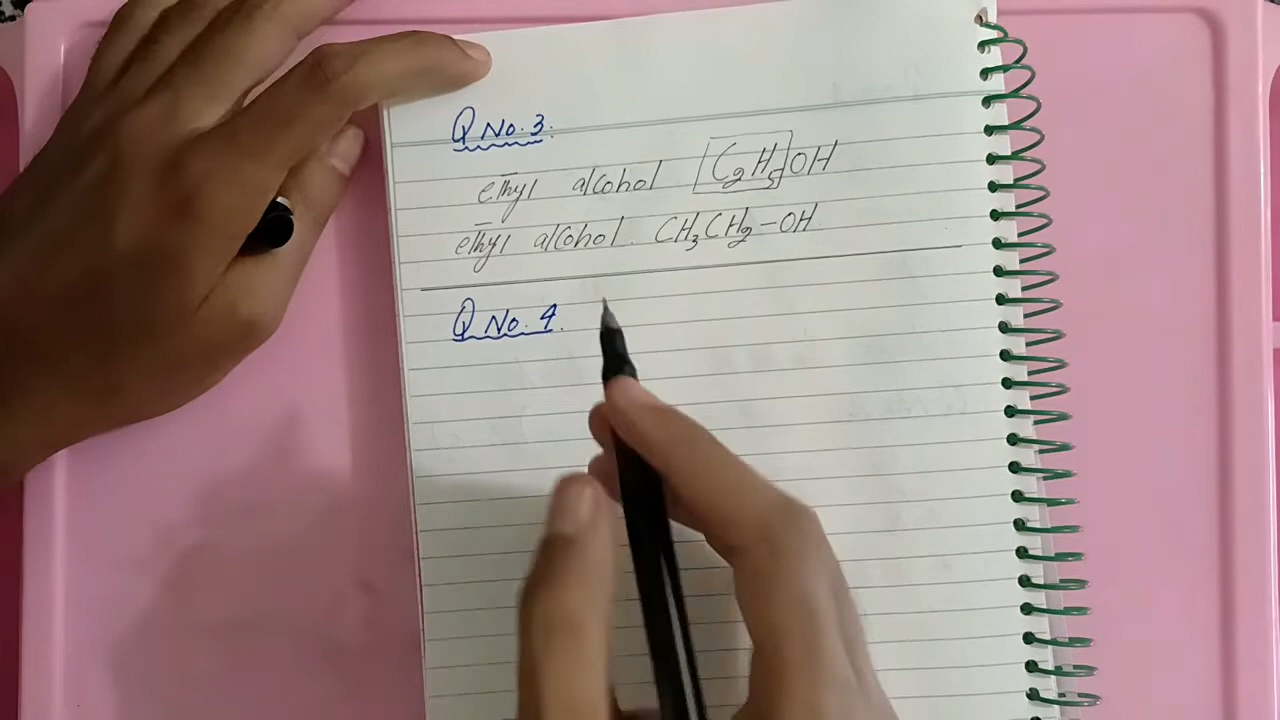 Q No. 3.
ethyl alcohol C2H5OH
ethyl alcohol. CH3CH2-OH
Q No. 4.